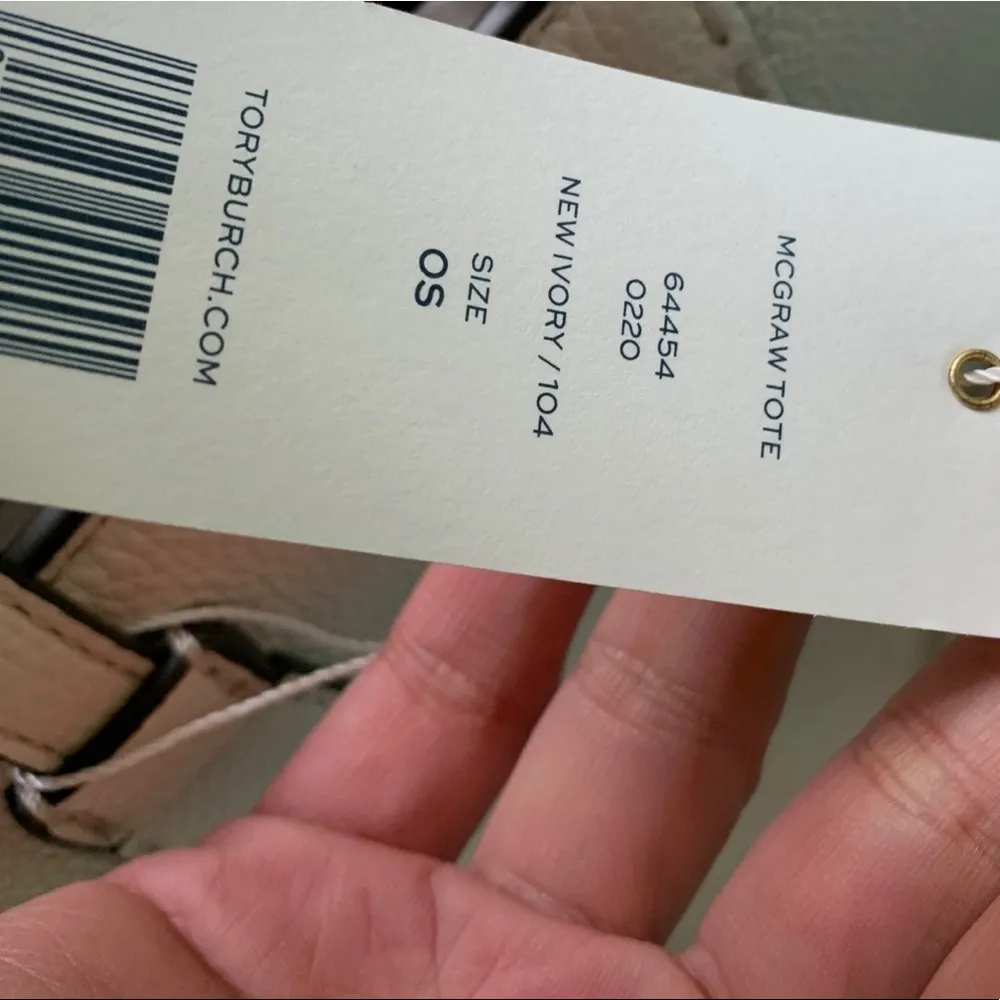 MCGRAW TOTE
64454
0220
NEW IVORY / 104
SIZE
OS
TORYBURCH.COM